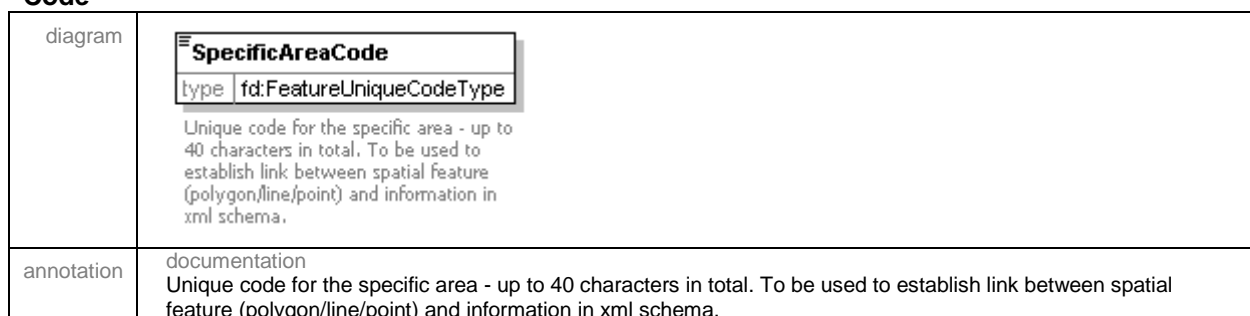 Code
diagram
SpecificAreaCode
type fd:FeatureUniqueCodeType
Unique code for the specific area - up to
40 characters in total. To be used to
establish link between spatial feature
(polygon/line/point) and information in
xml schema.
annotation
documentation
Unique code for the specific area - up to 40 characters in total. To be used to establish link between spatial
feature (polygon/line/point) and information in xml schema.